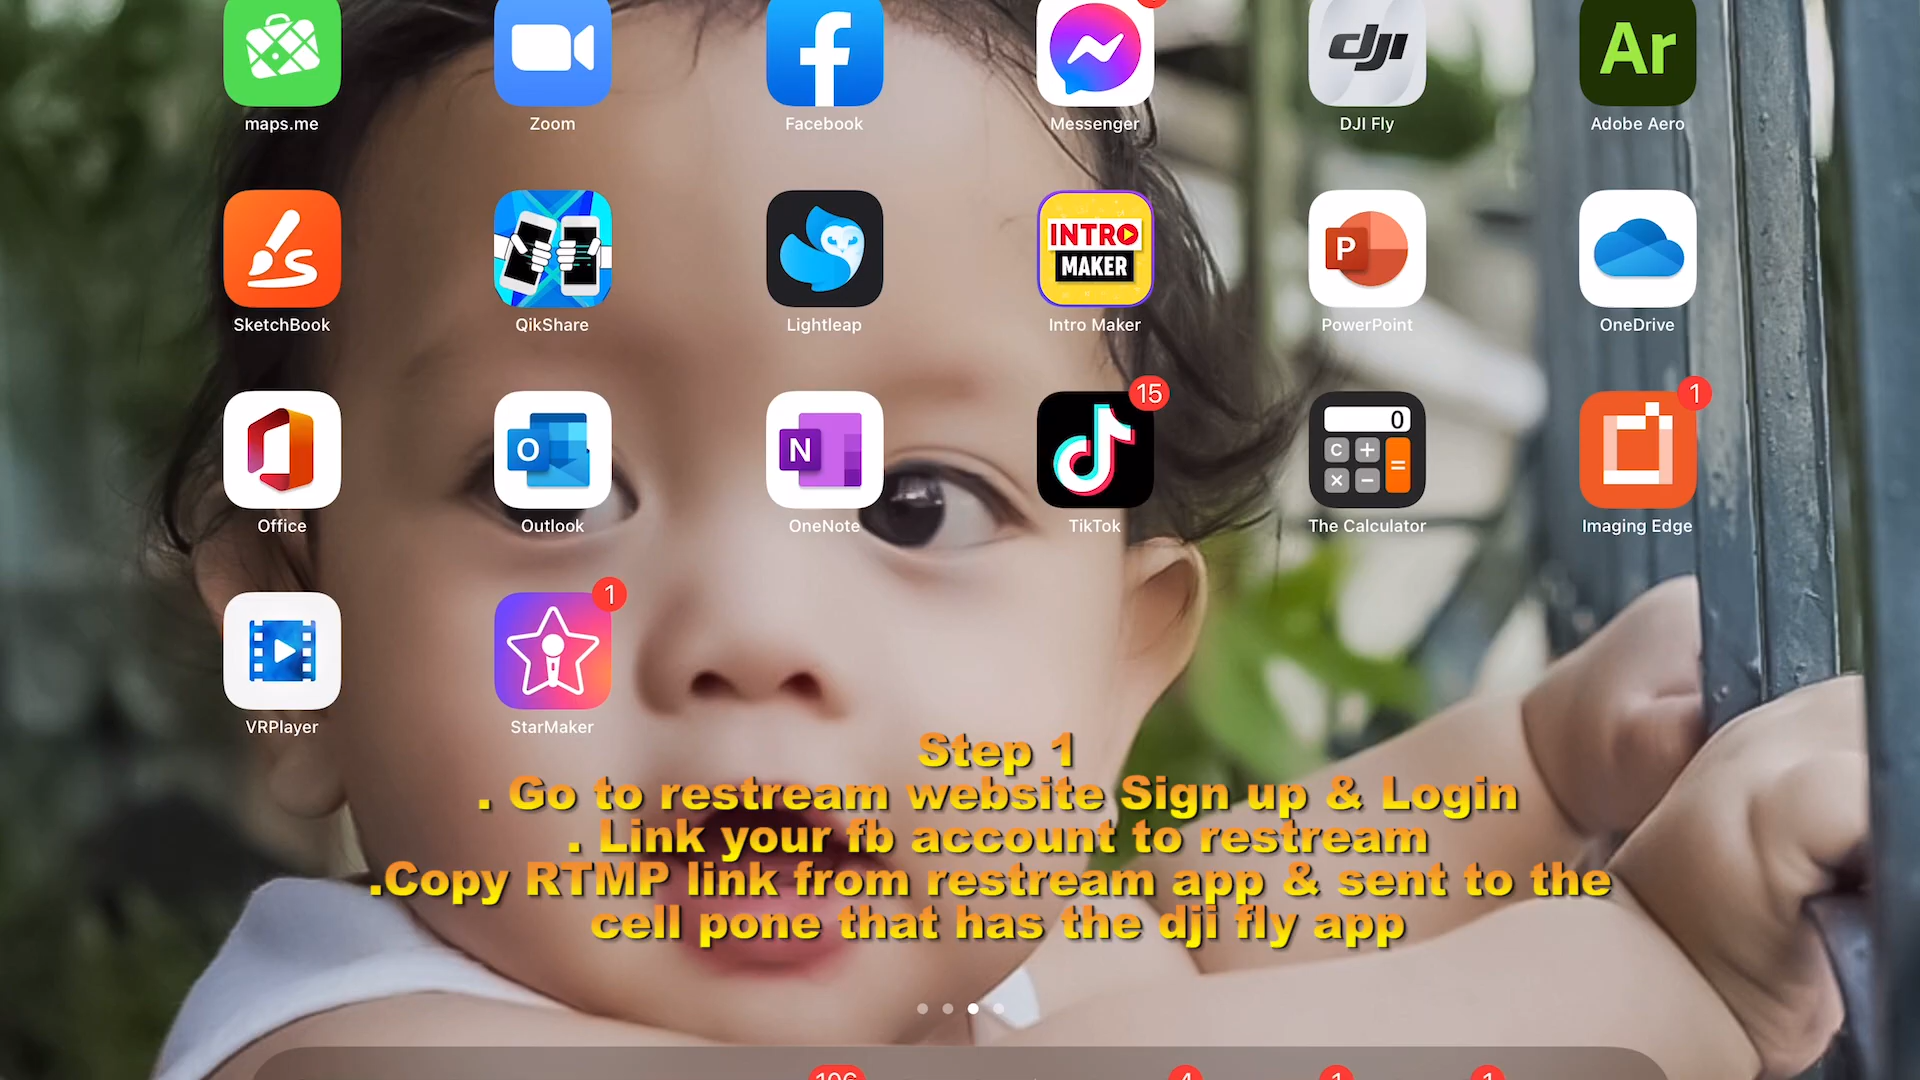 maps.me
Zoom
Facebook
Messenger
dji
DJI Fly
Ar
Adobe Aero
SketchBook
QikShare
Lightleap
INTRO
MAKER
Intro Maker
P
PowerPoint
OneDrive
Office
O
Outlook
N
OneNote
15
TikTok
0
C + = × −
The Calculator
1
Imaging Edge
VRPlayer
1
StarMaker
Step 1
. Go to restream website Sign up & Login
. Link your fb account to restream
.Copy RTMP link from restream app & sent to the
cell pone that has the dji fly app